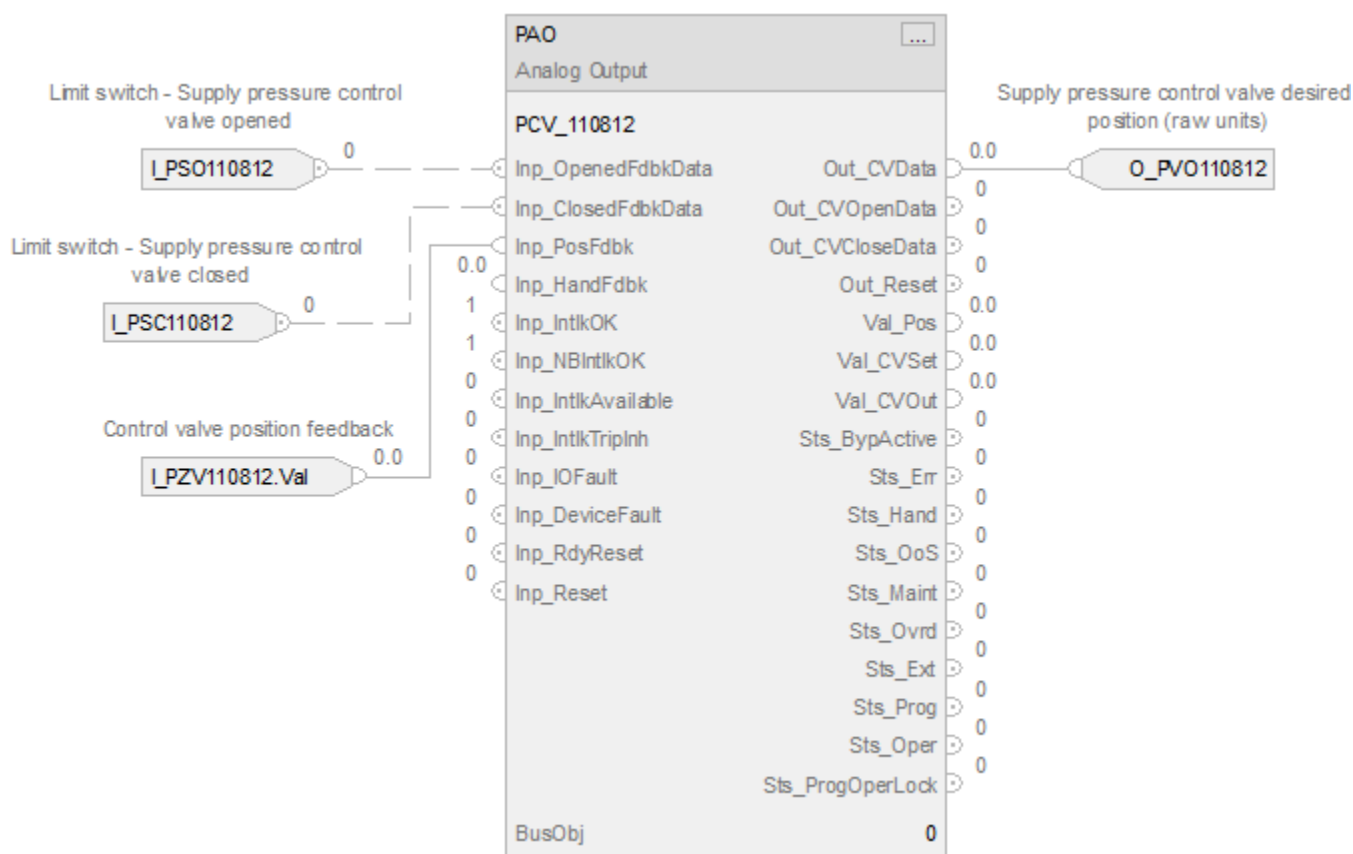 PAO
...
Analog Output
PCV_110812
Limit switch - Supply pressure control
valve opened
I_PSO110812
0
Limit switch - Supply pressure control
valve closed
I_PSC110812
0
Control valve position feedback
I_PZV110812.Val
0.0
Inp_OpenedFdbkData
Inp_ClosedFdbkData
Inp_PosFdbk
0.0
Inp_HandFdbk
1
Inp_IntlkOK
1
Inp_NBIntlkOK
0
Inp_IntlkAvailable
0
Inp_IntlkTripInh
0
Inp_IOFault
0
Inp_DeviceFault
0
Inp_RdyReset
0
Inp_Reset
Out_CVData
0.0
Out_CVOpenData
0
Out_CVCloseData
0
Out_Reset
0
Val_Pos
0.0
Val_CVSet
0.0
Val_CVOut
0.0
Sts_BypActive
0
Sts_Err
0
Sts_Hand
0
Sts_OoS
0
Sts_Maint
0
Sts_Ovrd
0
Sts_Ext
0
Sts_Prog
0
Sts_Oper
0
Sts_ProgOperLock
0
BusObj
0
Supply pressure control valve desired
position (raw units)
O_PVO110812